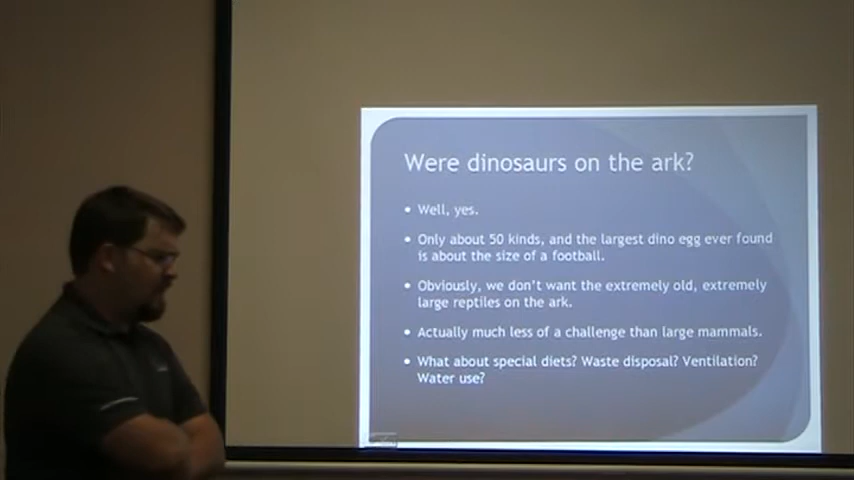 Were dinosaurs on the ark?
• Well, yes.
• Only about 50 kinds, and the largest dino egg ever found
is about the size of a football.
• Obviously, we don't want the extremely old, extremely
large reptiles on the ark.
• Actually much less of a challenge than large mammals.
• What about special diets? Waste disposal? Ventilation?
Water use?